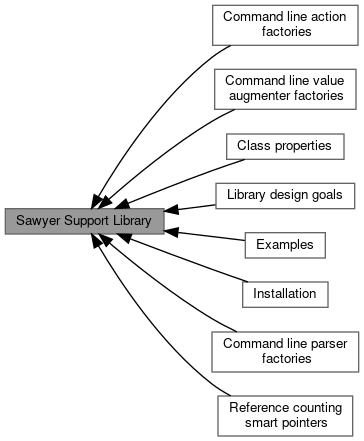 Command line action
factories
Command line value
augmenter factories
Class properties
Library design goals
Sawyer Support Library
Examples
Installation
Command line parser
factories
Reference counting
smart pointers